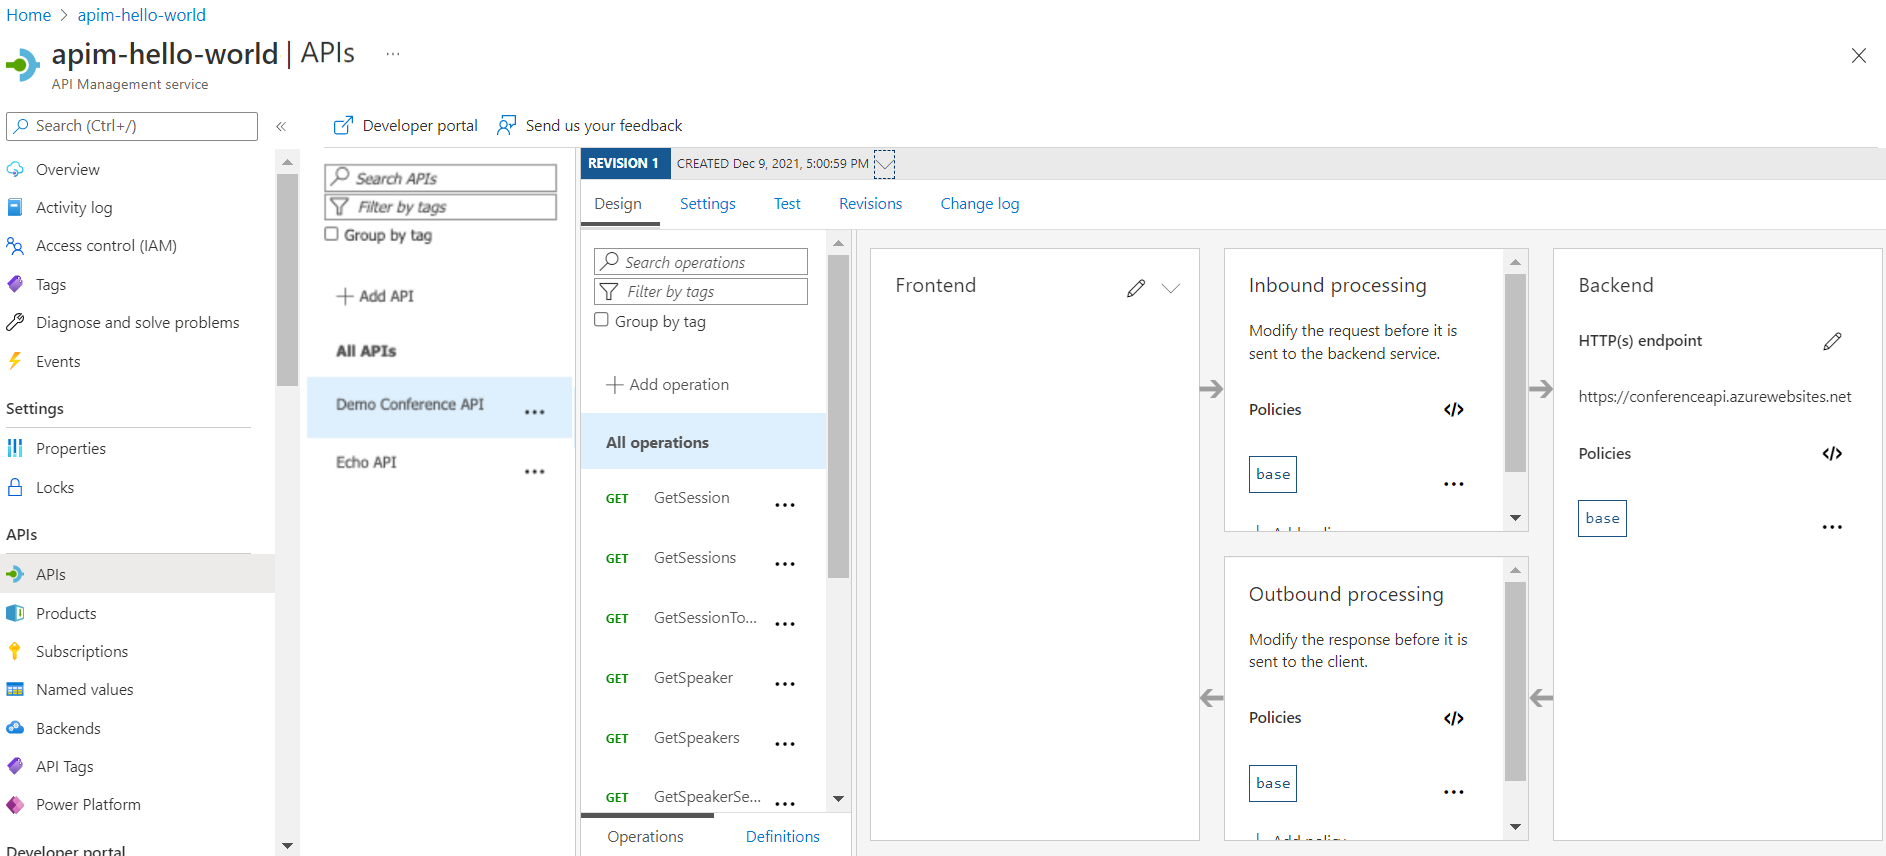 Home > apim-hello-world
apim-hello-world | APIs ...
API Management service
Search (Ctrl+/)
«
Overview
Activity log
Access control (IAM)
Tags
Diagnose and solve problems
Events
Settings
Properties
Locks
APIs
APIs
Products
Subscriptions
Named values
Backends
API Tags
Power Platform
Developer portal
Developer portal
Send us your feedback
Search APIs
Filter by tags
Group by tag
+ Add API
All APIs
Demo Conference API ...
Echo API ...
REVISION 1 CREATED Dec 9, 2021, 5:00:59 PM
Design Settings Test Revisions Change log
Search operations
Filter by tags
Group by tag
+ Add operation
All operations
GET GetSession ...
GET GetSessions ...
GET GetSessionTo... ...
GET GetSpeaker ...
GET GetSpeakers ...
GET GetSpeakerSe... ...
Operations Definitions
Frontend
Inbound processing
Modify the request before it is
sent to the backend service.
Policies </>
base ...
Outbound processing
Modify the response before it is
sent to the client.
Policies </>
base ...
+ Add policy
Backend
HTTP(s) endpoint
https://conferenceapi.azurewebsites.net
Policies </>
base ...